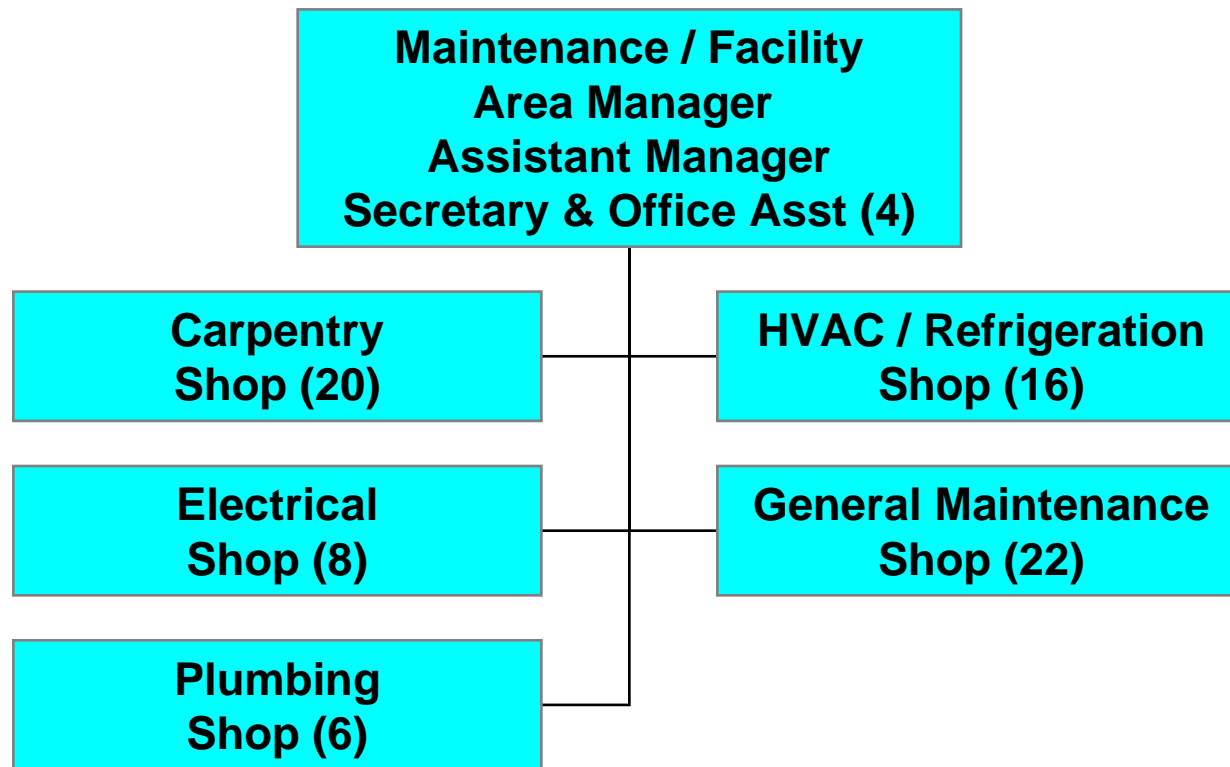 Maintenance / Facility
Area Manager
Assistant Manager
Secretary & Office Asst (4)
Carpentry
Shop (20)
HVAC / Refrigeration
Shop (16)
Electrical
Shop (8)
General Maintenance
Shop (22)
Plumbing
Shop (6)